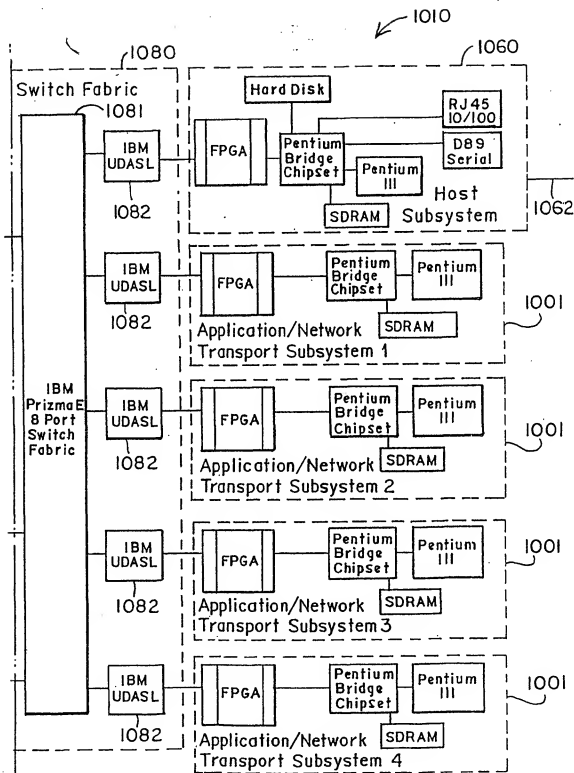 1010
1080
1060
Switch Fabric
1081
IBM
UDASL
1082
FPGA
Hard Disk
Pentium
Bridge
Chipset
RJ45
10/100
D89
Serial
Pentium
III
SDRAM
Host
Subsystem
1062
IBM
UDASL
1082
FPGA
Pentium
Bridge
Chipset
Pentium
III
SDRAM
Application/Network
Transport Subsystem 1
1001
IBM
PrizmaE
8 Port
Switch
Fabric
IBM
UDASL
1082
FPGA
Pentium
Bridge
Chipset
Pentium
III
SDRAM
Application/Network
Transport Subsystem 2
1001
IBM
UDASL
1082
FPGA
Pentium
Bridge
Chipset
Pentium
III
SDRAM
Application/Network
Transport Subsystem 3
1001
IBM
UDASL
1082
FPGA
Pentium
Bridge
Chipset
Pentium
III
SDRAM
Application/Network
Transport Subsystem 4
1001